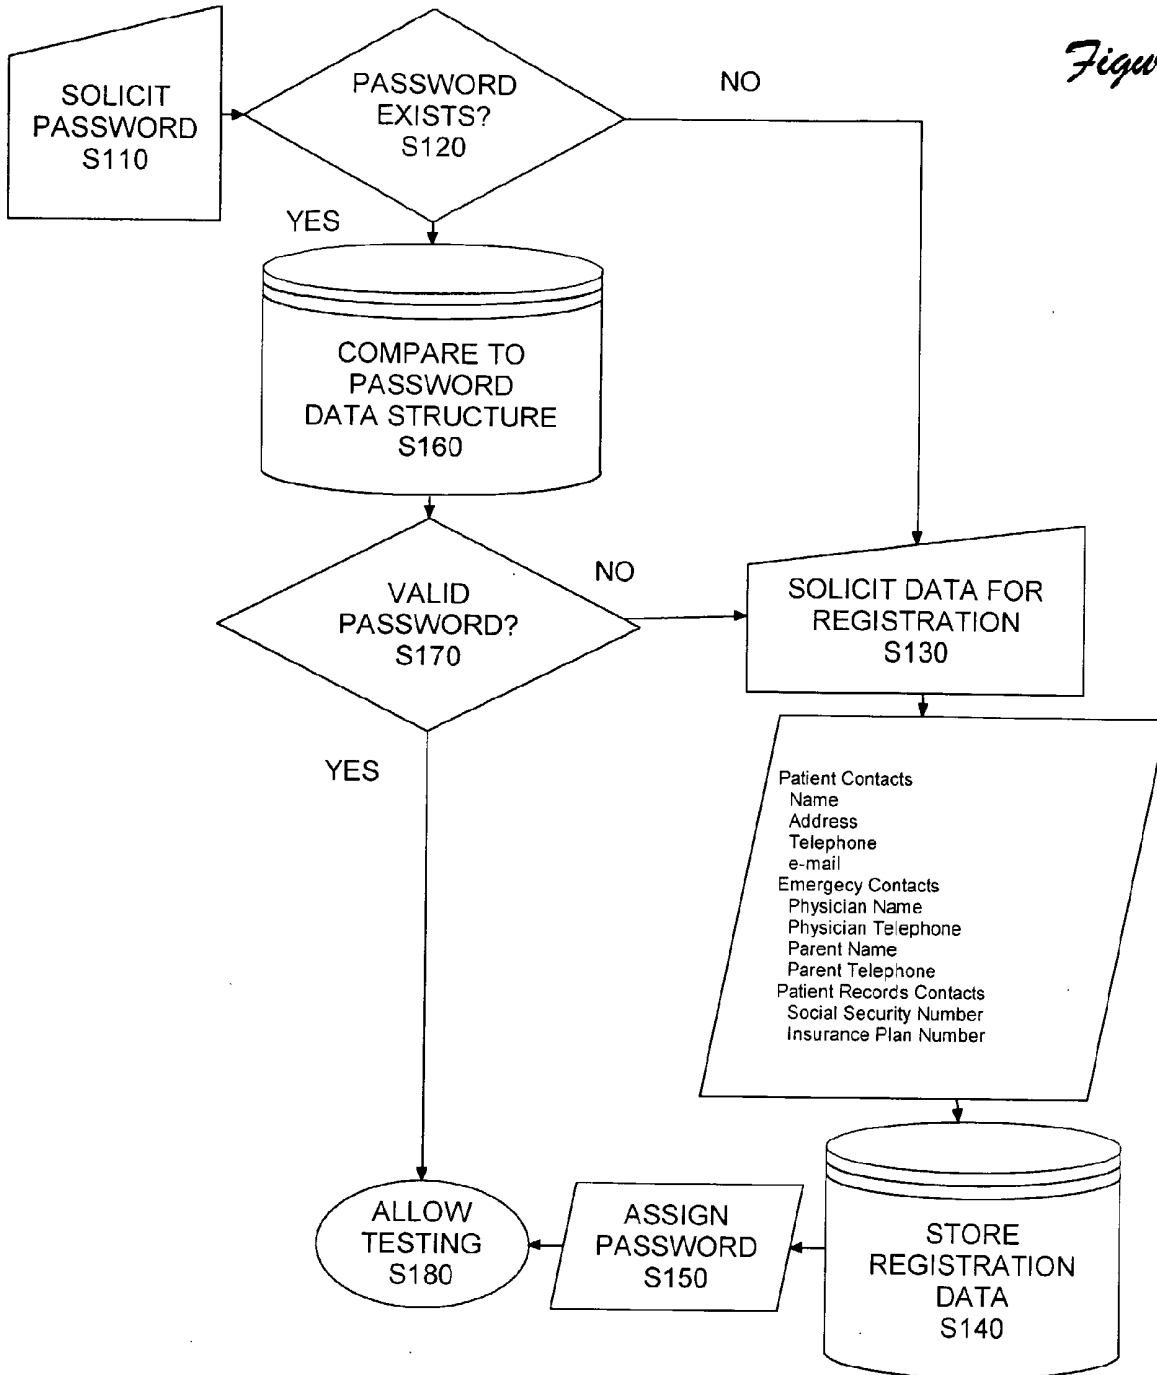 SOLICIT
PASSWORD
S110
PASSWORD
EXISTS?
S120
NO
YES
COMPARE TO
PASSWORD
DATA STRUCTURE
S160
VALID
PASSWORD?
S170
NO
YES
SOLICIT DATA FOR
REGISTRATION
S130
Patient Contacts
Name
Address
Telephone
e-mail
Emergecy Contacts
Physician Name
Physician Telephone
Parent Name
Parent Telephone
Patient Records Contacts
Social Security Number
Insurance Plan Number
STORE
REGISTRATION
DATA
S140
ASSIGN
PASSWORD
S150
ALLOW
TESTING
S180